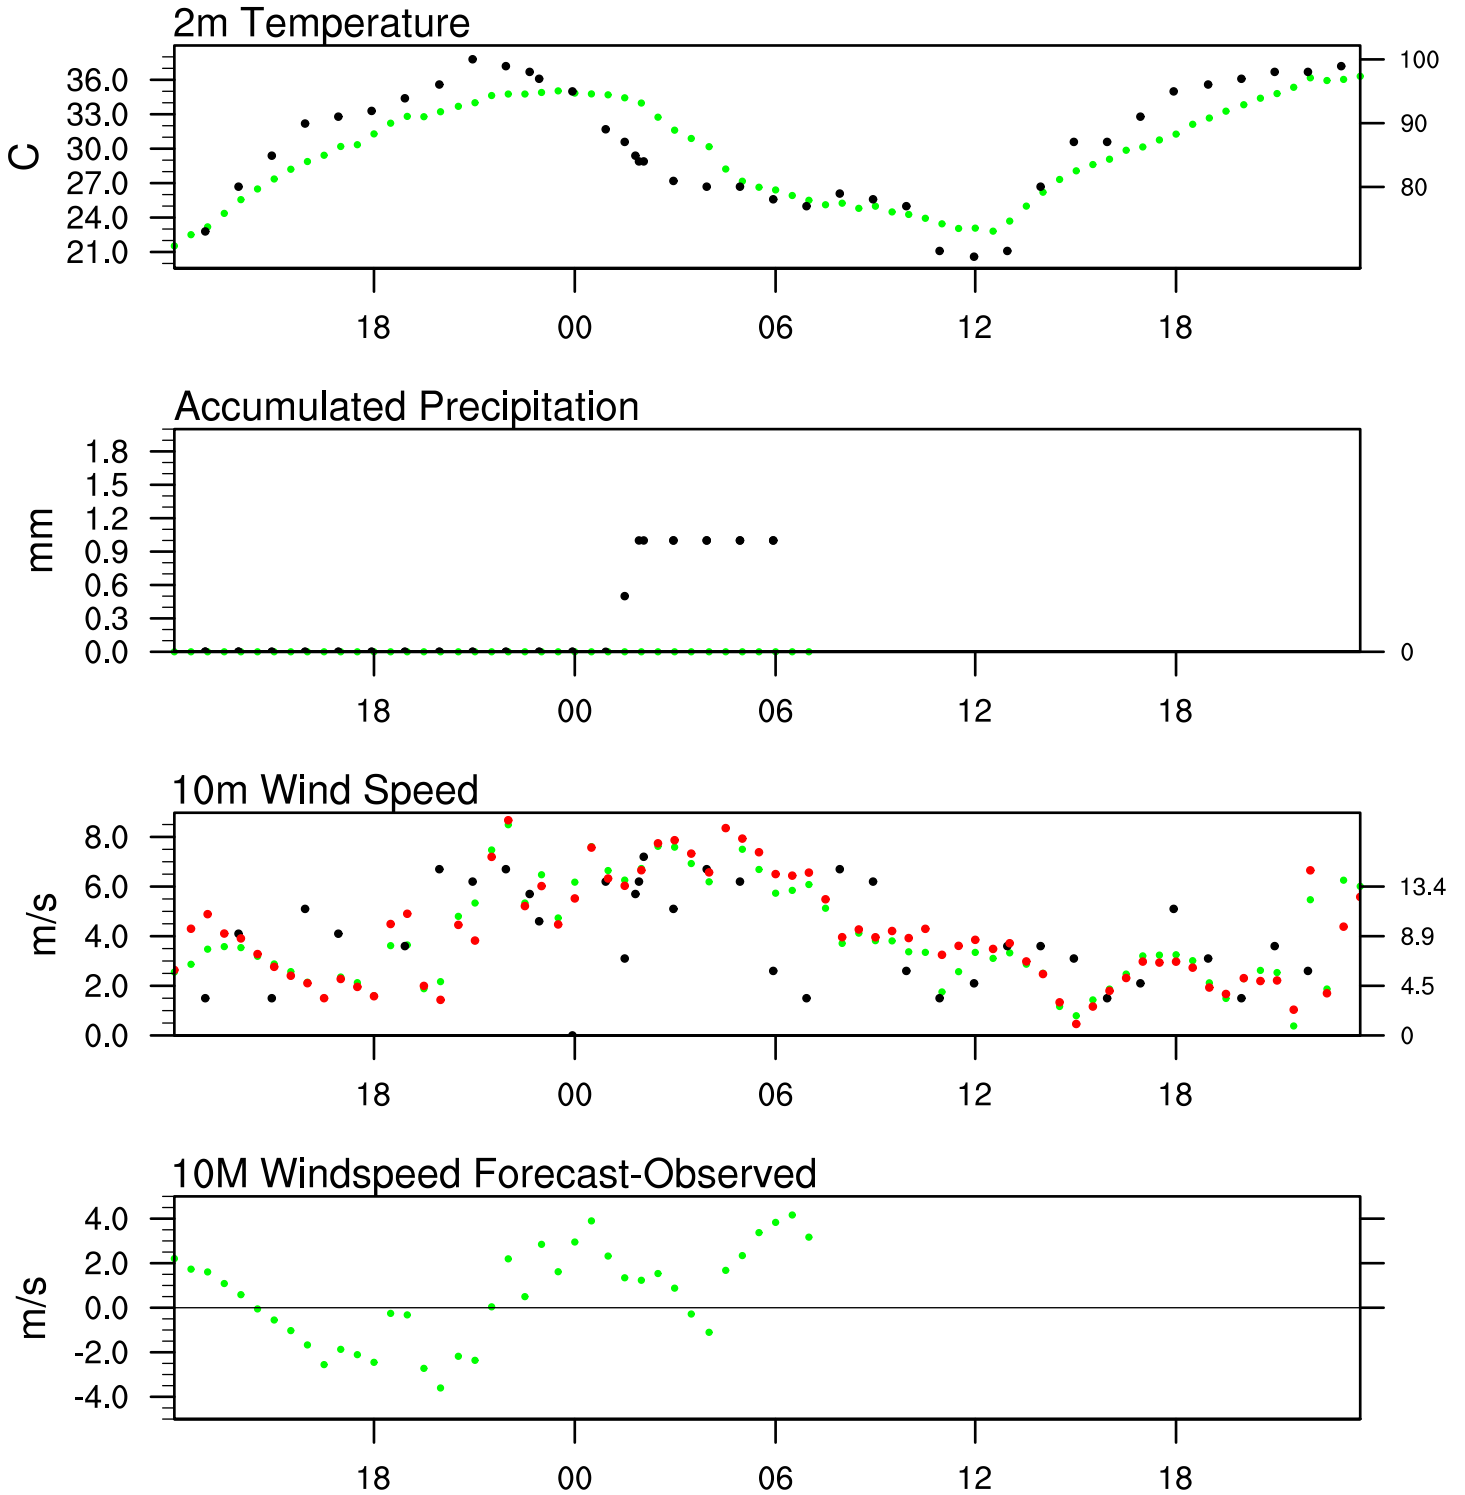 2m Temperature
36.0
33.0
30.0
27.0
24.0
21.0
C
100
90
80
18 00 06 12 18
Accumulated Precipitation
1.8
1.5
1.2
0.9
0.6
0.3
0.0
mm
0
18 00 06 12 18
10m Wind Speed
8.0
6.0
4.0
2.0
0.0
m/s
13.4
8.9
4.5
0
18 00 06 12 18
10M Windspeed Forecast-Observed
4.0
2.0
0.0
-2.0
-4.0
m/s
18 00 06 12 18